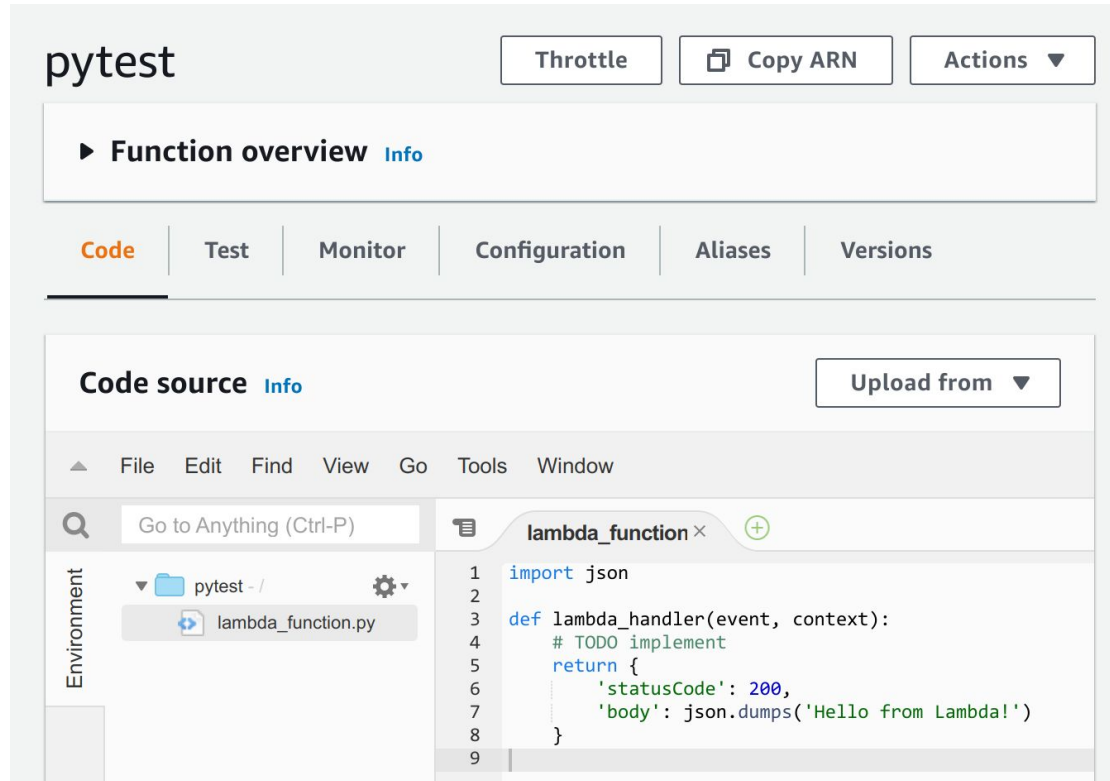 pytest
Throttle
Copy ARN
Actions
Function overview Info
Code
Test
Monitor
Configuration
Aliases
Versions
Code source Info
Upload from
File Edit Find View Go Tools Window
Go to Anything (Ctrl-P)
lambda_function
Environment
pytest - /
lambda_function.py
1 import json
2
3 def lambda_handler(event, context):
4     # TODO implement
5     return {
6         'statusCode': 200,
7         'body': json.dumps('Hello from Lambda!')
8     }
9